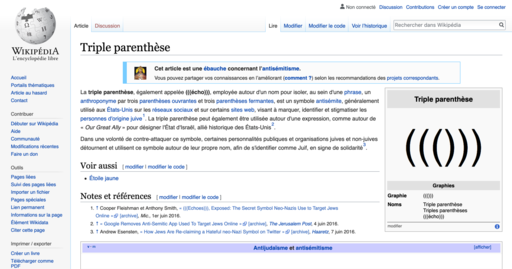 Non connecté Discussion Contributions Créer un compte Se connecter
Article Discussion
Lire Modifier Modifier le code Voir l'historique
Rechercher dans Wikipédia
WIKIPÉDIA
L'encyclopédie libre
Accueil
Portails thématiques
Article au hasard
Contact
Contribuer
Débuter sur Wikipédia
Aide
Communauté
Modifications récentes
Faire un don
Outils
Pages liées
Suivi des pages liées
Importer un fichier
Pages spéciales
Lien permanent
Informations sur la page
Élément Wikidata
Citer cette page
Imprimer / exporter
Créer un livre
Télécharger comme
PDF
Triple parenthèse
Cet article est une ébauche concernant l'antisémitisme.
Vous pouvez partager vos connaissances en l'améliorant (comment ?) selon les recommandations des projets correspondants.
La triple parenthèse, également appelée (((écho))), employée autour d'un nom pour isoler, au sein d'une phrase, un
anthroponyme par trois parenthèses ouvrantes et trois parenthèses fermantes, est un symbole antisémite, généralement
utilisé aux États-Unis sur les réseaux sociaux et sur certains sites web, visant à marquer, identifier et stigmatiser les
personnes d'origine juive1. La triple parenthèse peut également être utilisée autour d'une expression, comme autour de
« Our Great Ally » pour désigner l'État d'Israël, allié historique des États-Unis2.
Dans une volonté de contre-attaquer ce symbole, certaines personnalités publiques et organisations juives et non-juives
détournent et utilisent ce symbole autour de leur propre nom, afin de s'identifier comme Juif, en signe de solidarité3.
Voir aussi [ modifier | modifier le code ]
Étoile jaune
Notes et références [ modifier | modifier le code ]
1. ↑ Cooper Fleishman et Anthony Smith, « (((Echoes))), Exposed: The Secret Symbol Neo-Nazis Use to Target Jews
Online » [archive], Mic, 1er juin 2016.
2. ↑ « Google Removes Anti-Semitic App Used To Target Jews Online » [archive], The Jerusalem Post, 4 juin 2016.
3. ↑ Andrew Esensten, « How Jews Are Re-claiming a Hateful neo-Nazi Symbol on Twitter » [archive], Haaretz, 7 juin 2016.
Antijudaïsme et antisémitisme [afficher]
Triple parenthèse
((()))
Graphies
Graphie (((‌)))
Noms Triple parenthèse
Triples parenthèses
(((écho)))
modifier